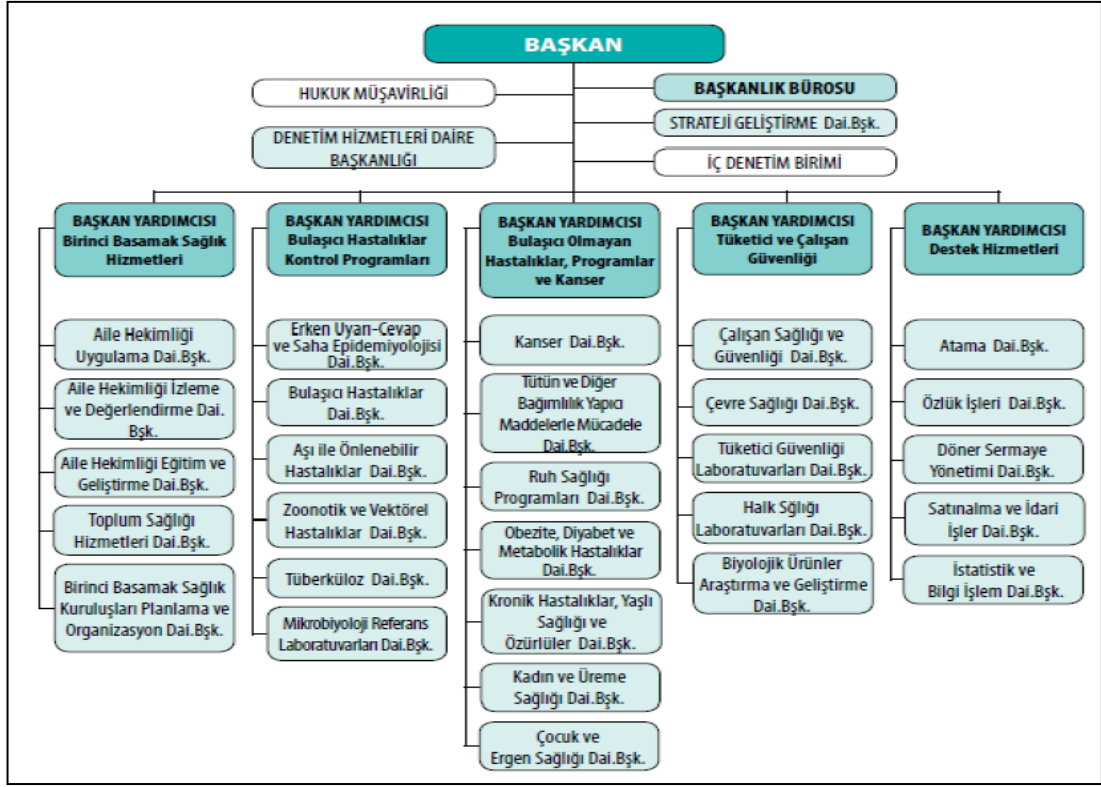 BAŞKAN
HUKUK MÜŞAVİRLİĞİ
BAŞKANLIK BÜROSU
STRATEJİ GELİŞTİRME Dai.Bşk.
DENETİM HİZMETLERİ DAİRE
BAŞKANLIĞI
İÇ DENETİM BİRİMİ
BAŞKAN YARDIMCISI
Birinci Basamak Sağlık
Hizmetleri
Aile Hekimliği
Uygulama Dai.Bşk.
Aile Hekimliği İzleme
ve Değerlendirme Dai.
Bşk.
Aile Hekimliği Eğitim ve
Geliştirme Dai.Bşk.
Toplum Sağlığı
Hizmetleri Dai.Bşk.
Birinci Basamak Sağlık
Kuruluşları Planlama ve
Organizasyon Dai.Bşk.
BAŞKAN YARDIMCISI
Bulaşıcı Hastalıklar
Kontrol Programları
Erken Uyarı-Cevap
ve Saha Epidemiyolojisi
Dai.Bşk.
Bulaşıcı Hastalıklar
Dai.Bşk.
Aşı ile Önlenebilir
Hastalıklar Dai.Bşk.
Zoonotik ve Vektörel
Hastalıklar Dai.Bşk.
Tüberküloz Dai.Bşk.
Mikrobiyoloji Referans
Laboratuvarları Dai.Bşk.
BAŞKAN YARDIMCISI
Bulaşıcı Olmayan
Hastalıklar, Programlar
ve Kanser
Kanser Dai.Bşk.
Tütün ve Diğer
Bağımlılık Yapıcı
Maddelerle Mücadele
Dai.Bşk.
Ruh Sağlığı
Programları Dai.Bşk.
Obezite, Diyabet ve
Metabolik Hastalıklar
Dai.Bşk.
Kronik Hastalıklar, Yaşlı
Sağlığı ve
Özürlüler Dai.Bşk.
Kadın ve Üreme
Sağlığı Dai.Bşk.
Çocuk ve
Ergen Sağlığı Dai.Bşk.
BAŞKAN YARDIMCISI
Tüketici ve Çalışan
Güvenliği
Çalışan Sağlığı ve
Güvenliği Dai.Bşk.
Çevre Sağlığı Dai.Bşk.
Tüketici Güvenliği
Laboratuvarları Dai.Bşk.
Halk Sğlığı
Laboratuvarları Dai.Bşk.
Biyolojik Ürünler
Araştırma ve Geliştirme
Dai.Bşk.
BAŞKAN YARDIMCISI
Destek Hizmetleri
Atama Dai.Bşk.
Özlük İşleri Dai.Bşk.
Döner Sermaye
Yönetimi Dai.Bşk.
Satınalma ve İdari
İşler Dai.Bşk.
İstatistik ve
Bilgi İşlem Dai.Bşk.